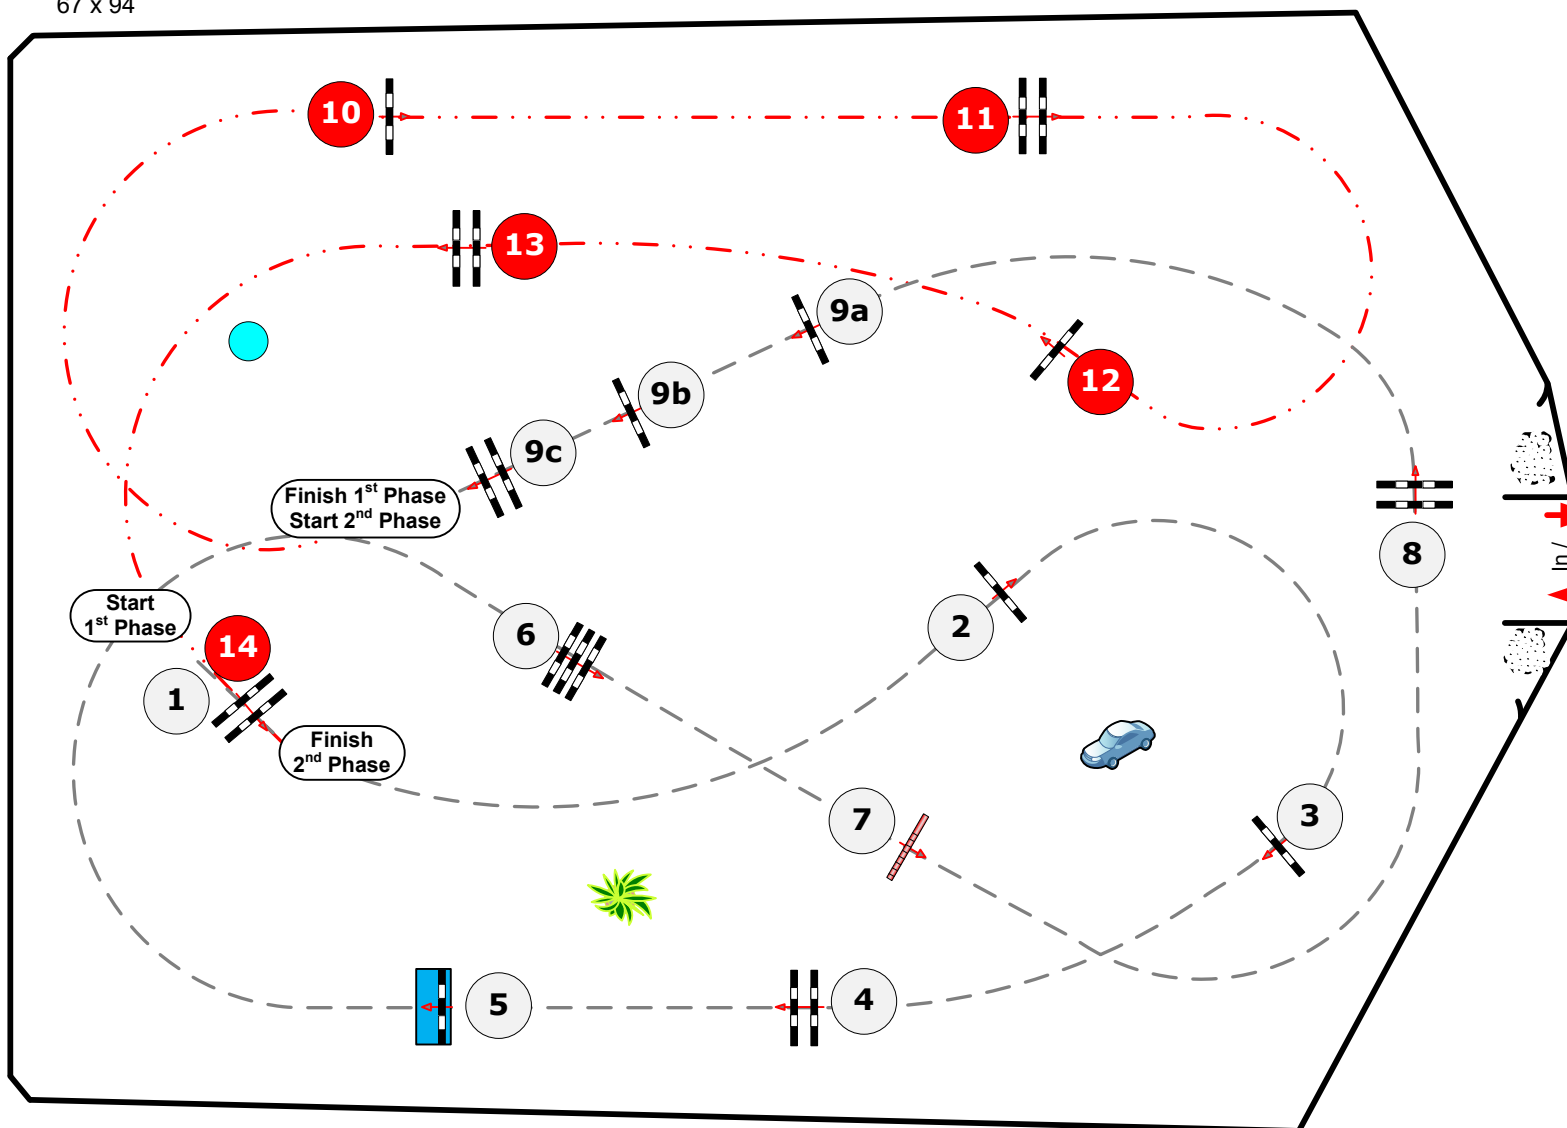 67 x 94
10
11
13
9a
12
9b
9c
Finish 1st Phase
Start 2nd Phase
8
In /
Start
1st Phase
6
2
14
1
Finish
2nd Phase
7
3
5
4